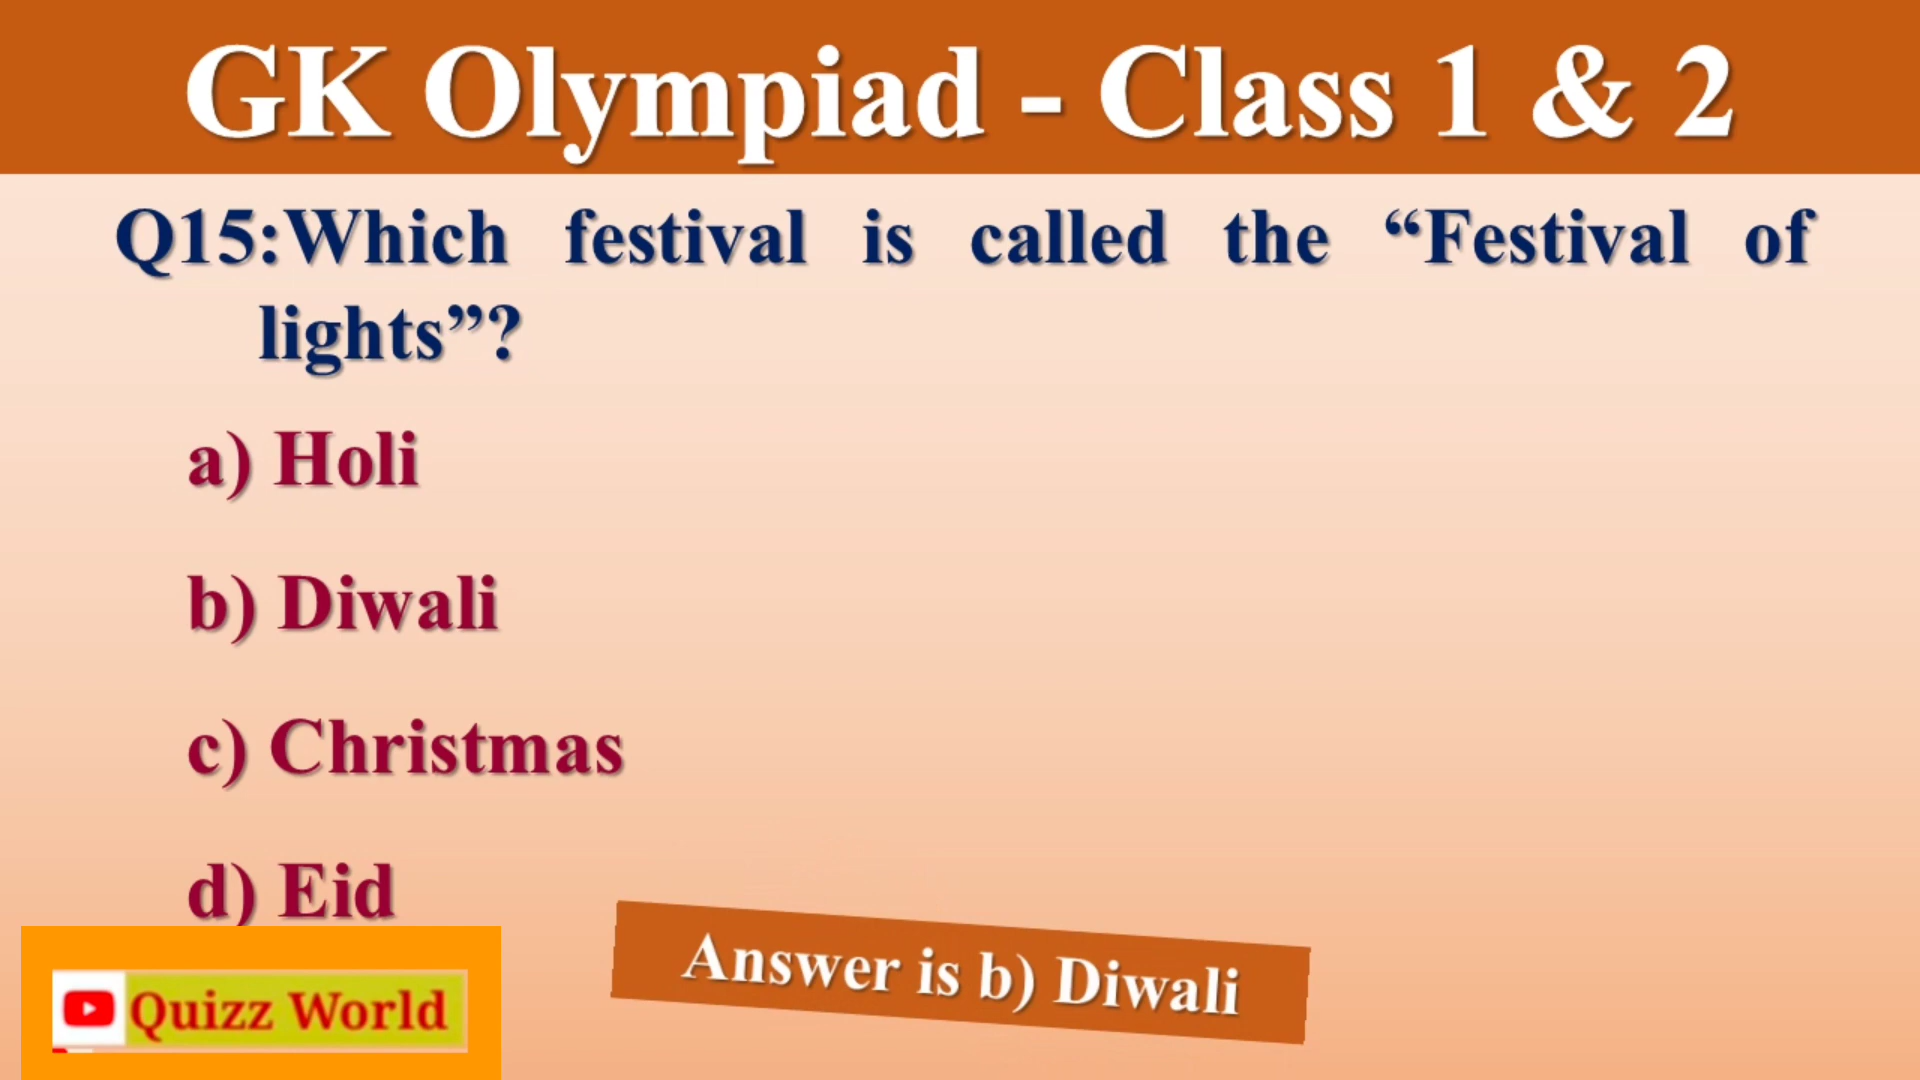 GK Olympiad - Class 1 & 2
Q15:Which festival is called the “Festival of
lights”?
a) Holi
b) Diwali
c) Christmas
d) Eid
Answer is b) Diwali
Quizz World